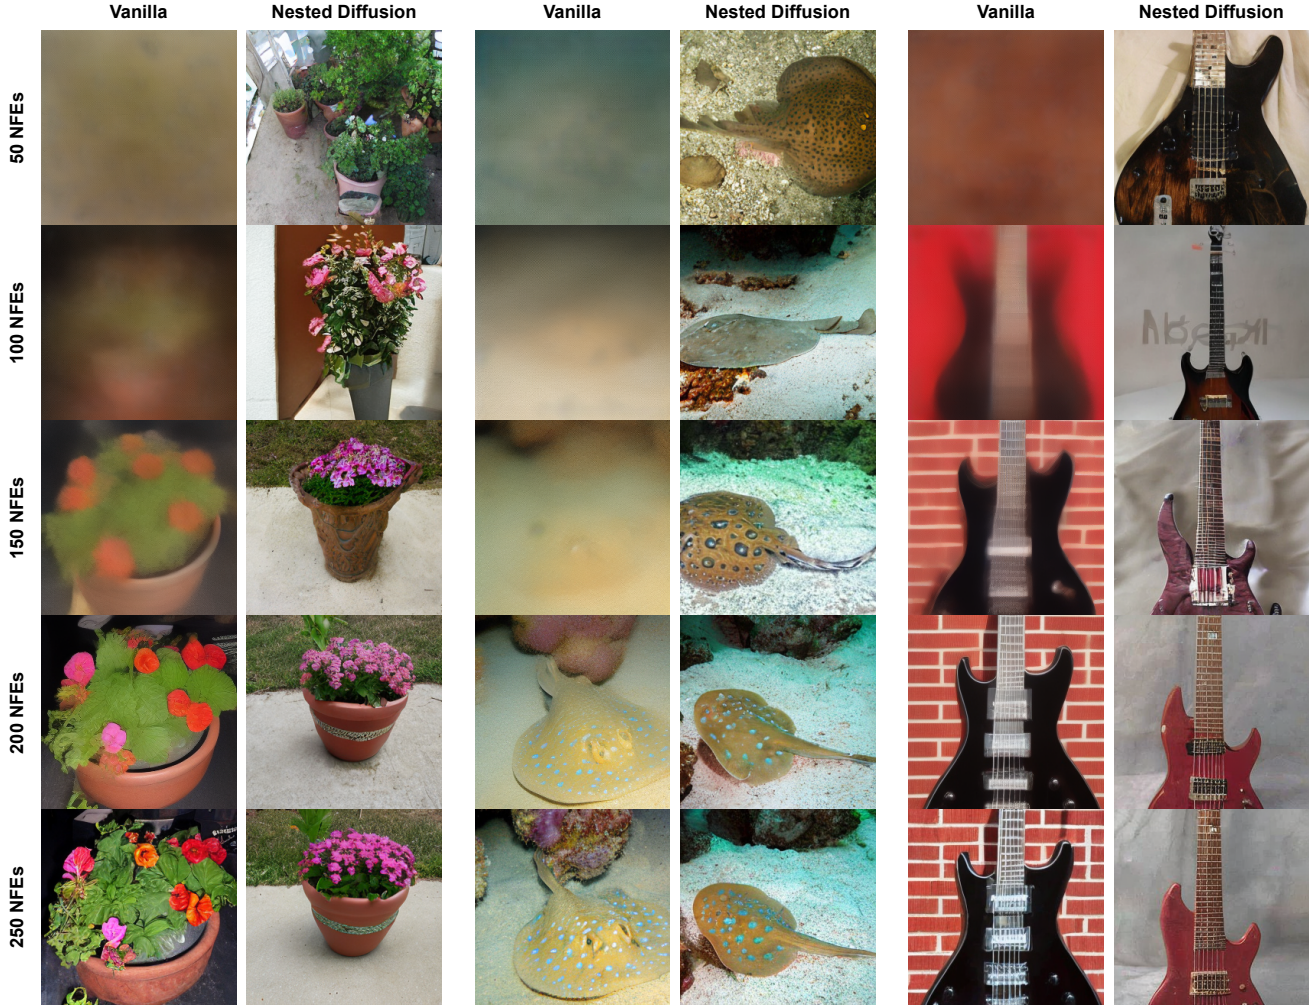 Vanilla Nested Diffusion Vanilla Nested Diffusion Vanilla Nested Diffusion
50 NFEs
100 NFEs
150 NFEs
200 NFEs
250 NFEs